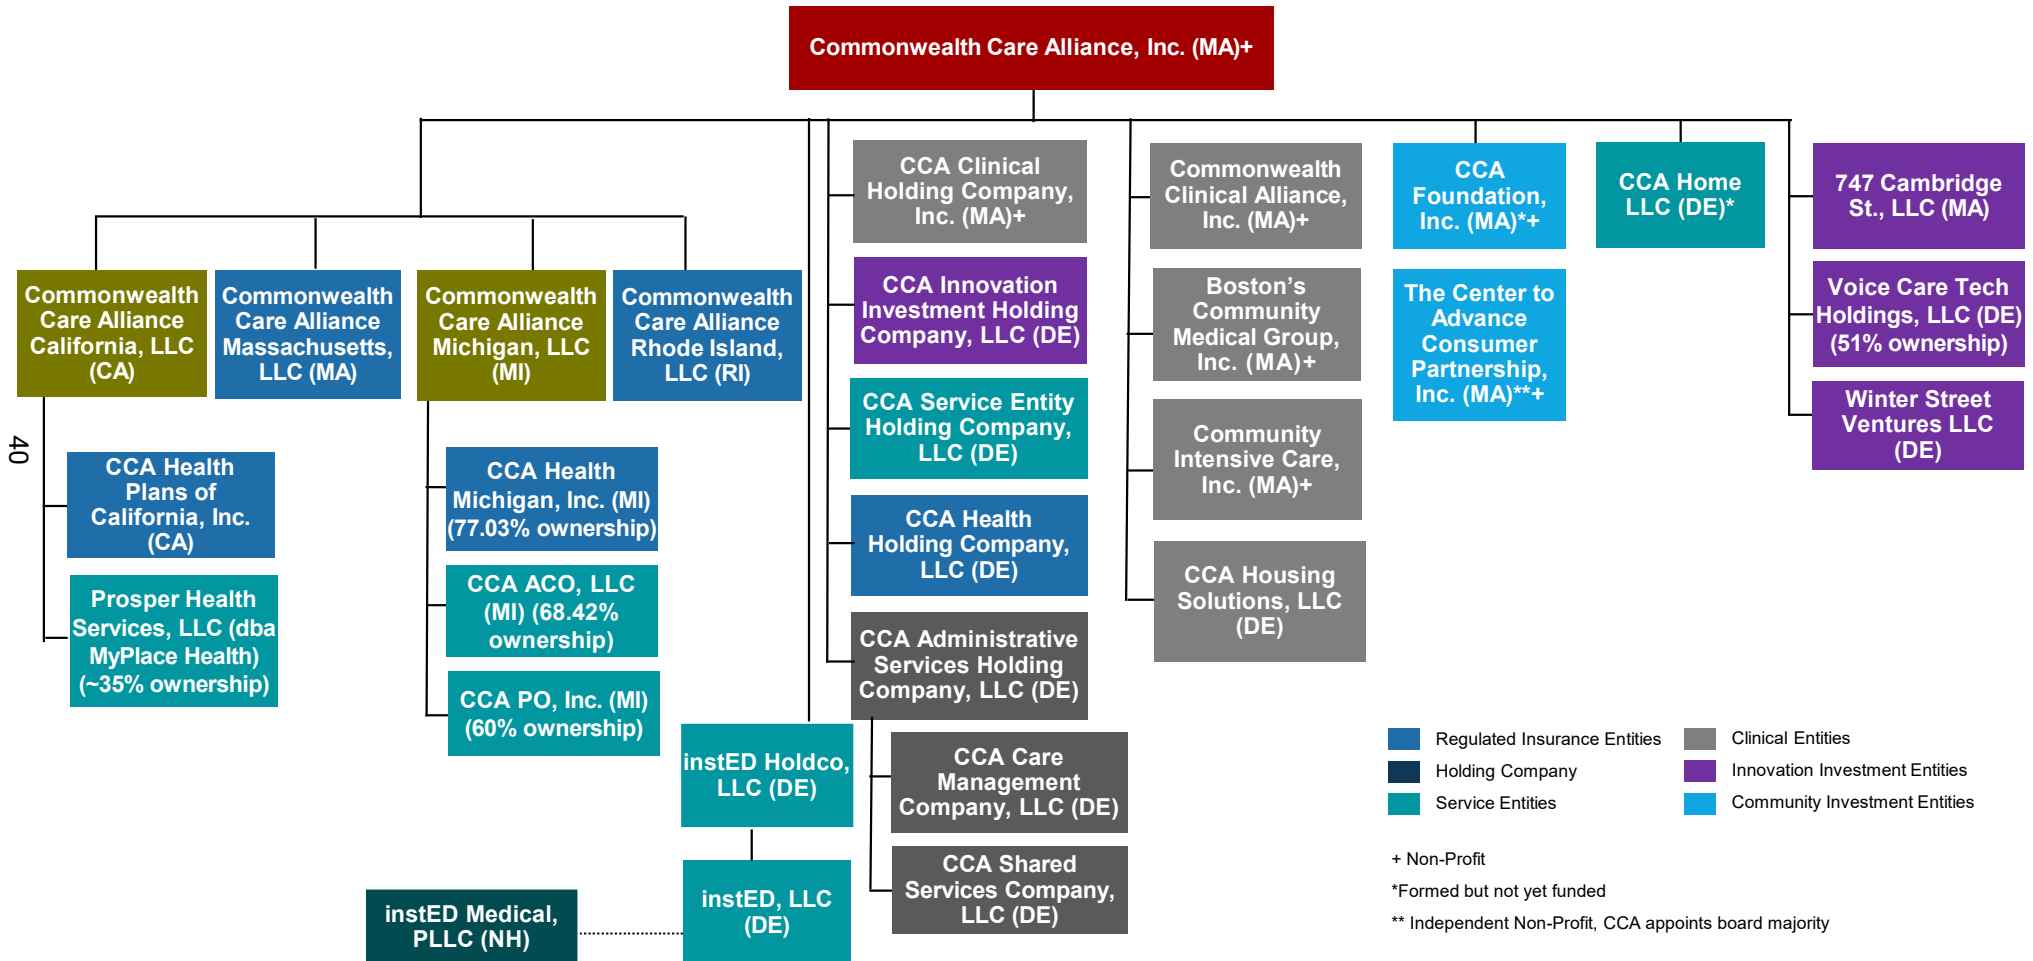 Commonwealth Care Alliance, Inc. (MA)+
Commonwealth
Care Alliance
California, LLC
(CA)
Commonwealth
Care Alliance
Massachusetts,
LLC (MA)
Commonwealth
Care Alliance
Michigan, LLC
(MI)
Commonwealth
Care Alliance
Rhode Island,
LLC (RI)
CCA Health
Plans of
California, Inc.
(CA)
Prosper Health
Services, LLC (dba
MyPlace Health)
(~35% ownership)
CCA Health
Michigan, Inc. (MI)
(77.03% ownership)
CCA ACO, LLC
(MI) (68.42%
ownership)
CCA PO, Inc. (MI)
(60% ownership)
instED Holdco,
LLC (DE)
instED, LLC
(DE)
instED Medical,
PLLC (NH)
CCA Clinical
Holding Company,
Inc. (MA)+
CCA Innovation
Investment Holding
Company, LLC (DE)
CCA Service Entity
Holding Company,
LLC (DE)
CCA Health
Holding Company,
LLC (DE)
CCA Administrative
Services Holding
Company, LLC (DE)
CCA Care
Management
Company, LLC (DE)
CCA Shared
Services Company,
LLC (DE)
Commonwealth
Clinical Alliance,
Inc. (MA)+
Boston’s
Community
Medical Group,
Inc. (MA)+
Community
Intensive Care,
Inc. (MA)+
CCA Housing
Solutions, LLC
(DE)
CCA
Foundation,
Inc. (MA)*+
The Center to
Advance
Consumer
Partnership,
Inc. (MA)**+
CCA Home
LLC (DE)*
747 Cambridge
St., LLC (MA)
Voice Care Tech
Holdings, LLC (DE)
(51% ownership)
Winter Street
Ventures LLC
(DE)
Regulated Insurance Entities
Holding Company
Service Entities
Clinical Entities
Innovation Investment Entities
Community Investment Entities
+ Non-Profit
*Formed but not yet funded
** Independent Non-Profit, CCA appoints board majority
40